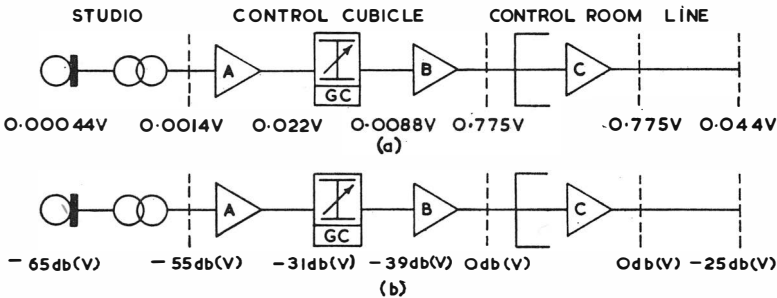 STUDIO CONTROL CUBICLE CONTROL ROOM LINE
A GC B C
0.00044V 0.0014V 0.022V 0.0088V 0.775V 0.775V 0.044V
(a)
A GC B C
-65db(V) -55db(V) -31db(V) -39db(V) 0db(V) 0db(V) -25db(V)
(b)